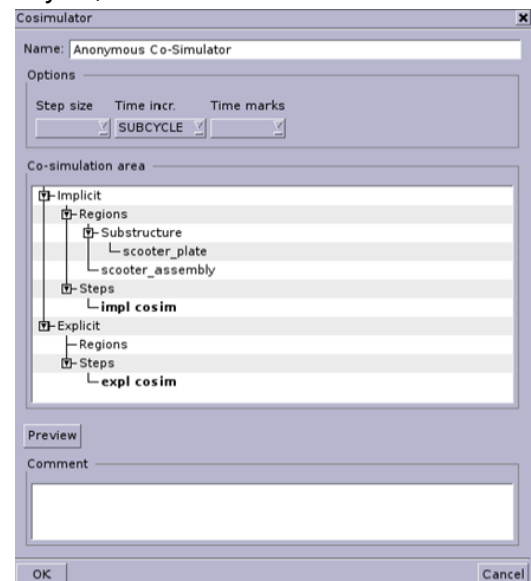 Cosimulator
Name: Anonymous Co-Simulator
Options
Step size Time incr. Time marks
SUBCYCLE
Co-simulation area
Implicit
Regions
Substructure
scooter_plate
scooter_assembly
Steps
impl cosim
Explicit
Regions
Steps
expl cosim
Preview
Comment
OK Cancel